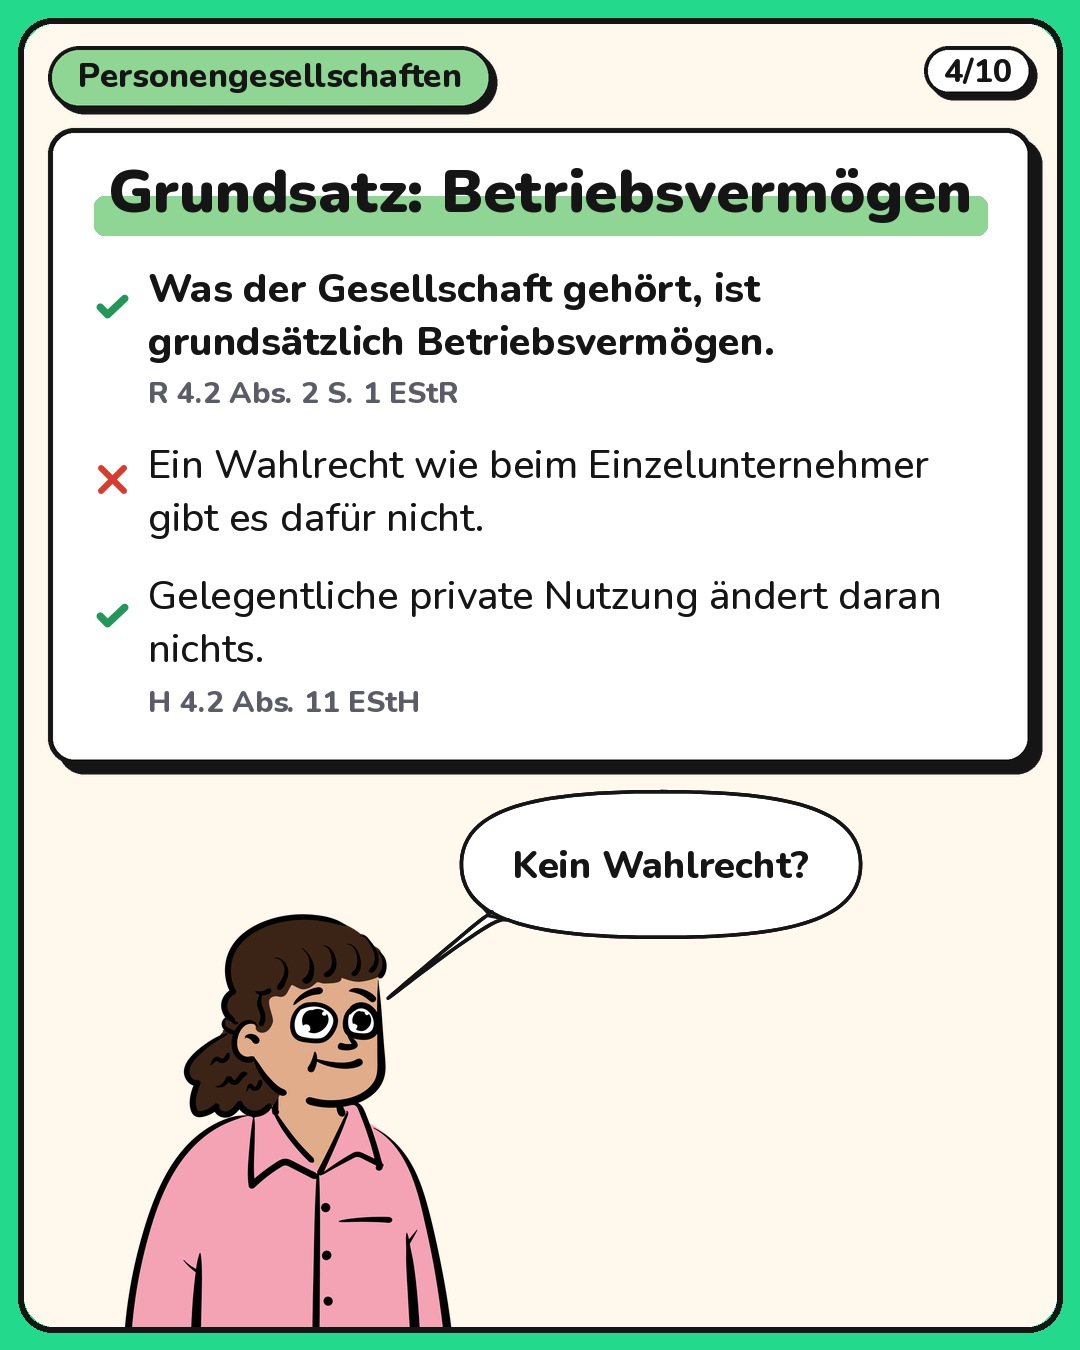 Personengesellschaften
4/10
Grundsatz: Betriebsvermögen
Was der Gesellschaft gehört, ist
grundsätzlich Betriebsvermögen.
R 4.2 Abs. 2 S. 1 EStR
Ein Wahlrecht wie beim Einzelunternehmer
gibt es dafür nicht.
Gelegentliche private Nutzung ändert daran
nichts.
H 4.2 Abs. 11 EStH
Kein Wahlrecht?